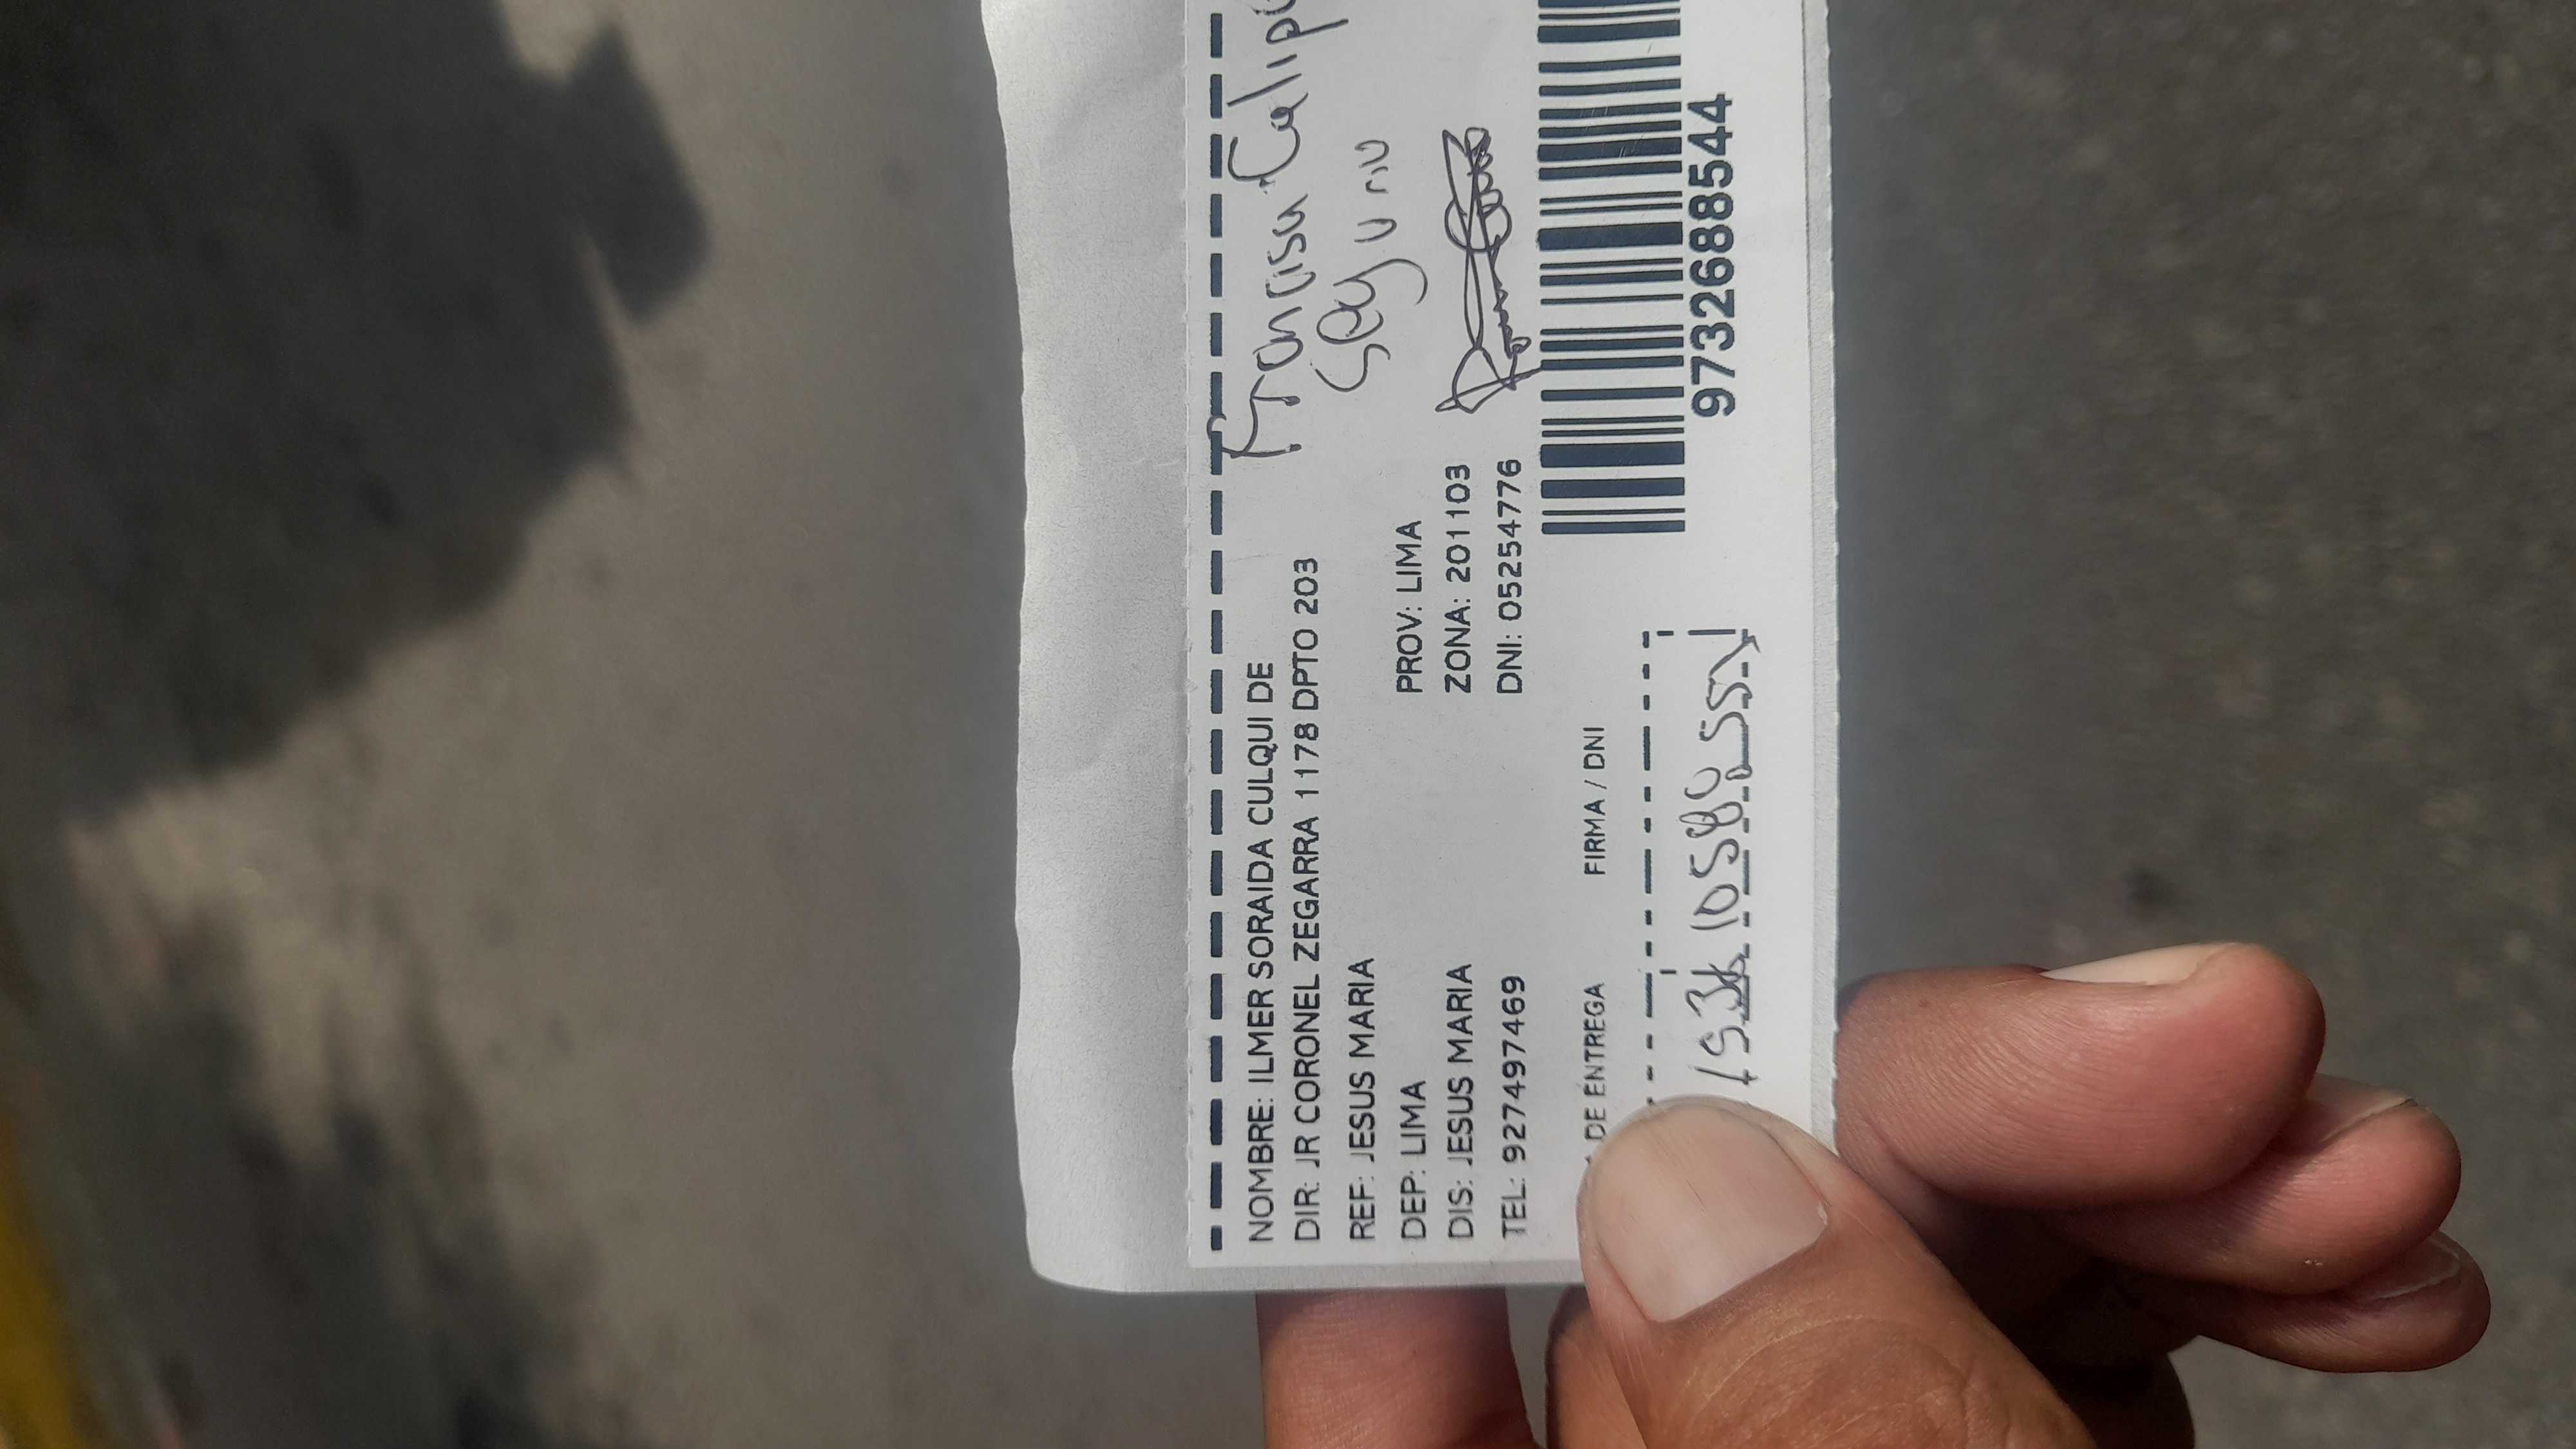 NOMBRE: ILMER SORAIDA CULQUI DE
DIR: JR CORONEL ZEGARRA 1178 DPTO 203
REF: JESUS MARIA
DEP: LIMA PROV: LIMA
DIS: JESUS MARIA ZONA: 201103
TEL: 927497469 DNI: 05254776
DE ENTREGA FIRMA / DNI
9732688544